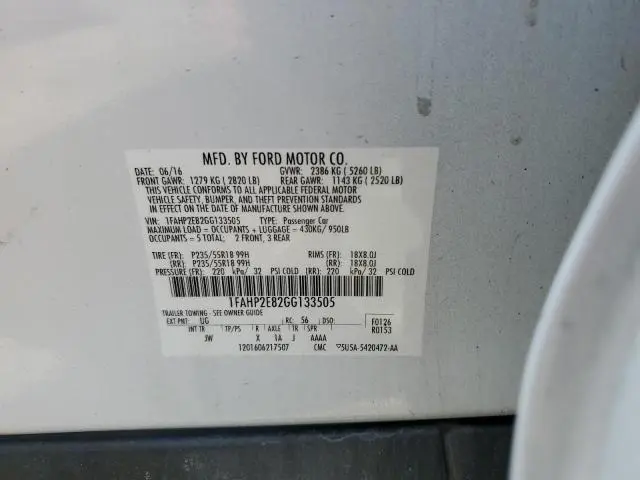 MFD. BY FORD MOTOR CO.
DATE: 06/16 GVWR: 2386 KG ( 5260 LB)
FRONT GAWR: 1279 KG ( 2820 LB) REAR GAWR: 1143 KG ( 2520 LB)
THIS VEHICLE CONFORMS TO ALL APPLICABLE FEDERAL MOTOR
VEHICLE SAFETY, BUMPER, AND THEFT PREVENTION STANDARDS
IN EFFECT ON THE DATE OF MANUFACTURE SHOWN ABOVE.
VIN: 1FAHP2E82GG133505 TYPE: Passenger Car
MAXIMUM LOAD = OCCUPANTS + LUGGAGE = 430KG/ 950LB
OCCUPANTS = 5 TOTAL, 2 FRONT, 3 REAR
TIRE (FR): P235/55R18 99H RIMS (FR): 18X8.0J
(RR): P235/55R18 99H (RR): 18X8.0J
PRESSURE (FR): 220 kPa/ 32 PSI COLD (RR): 220 kPa/ 32 PSI COLD
1FAHP2E82GG133505
TRAILER TOWING - SEE OWNER GUIDE
EXT PNT: UG RC: 56 DSO: F0126
R0153
INT TR TP/PS R AXLE TR SPR
JW X 1A J AAAA
1201606217507 CMC 5U5A-5420472-AA